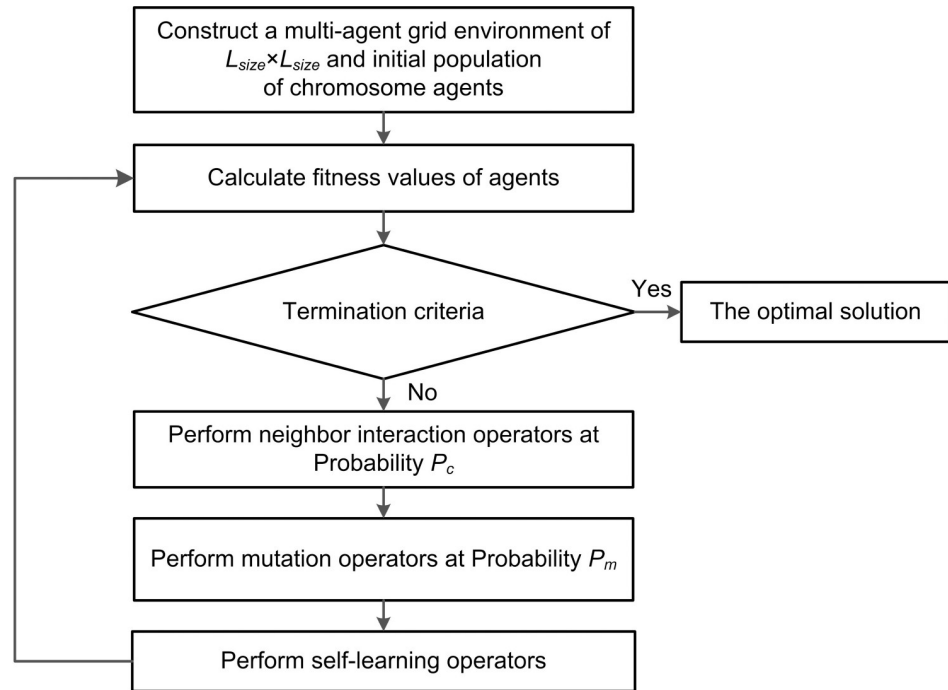 Construct a multi-agent grid environment of
Lsize×Lsize and initial population
of chromosome agents
Calculate fitness values of agents
Termination criteria
Yes
The optimal solution
No
Perform neighbor interaction operators at
Probability Pc
Perform mutation operators at Probability Pm
Perform self-learning operators